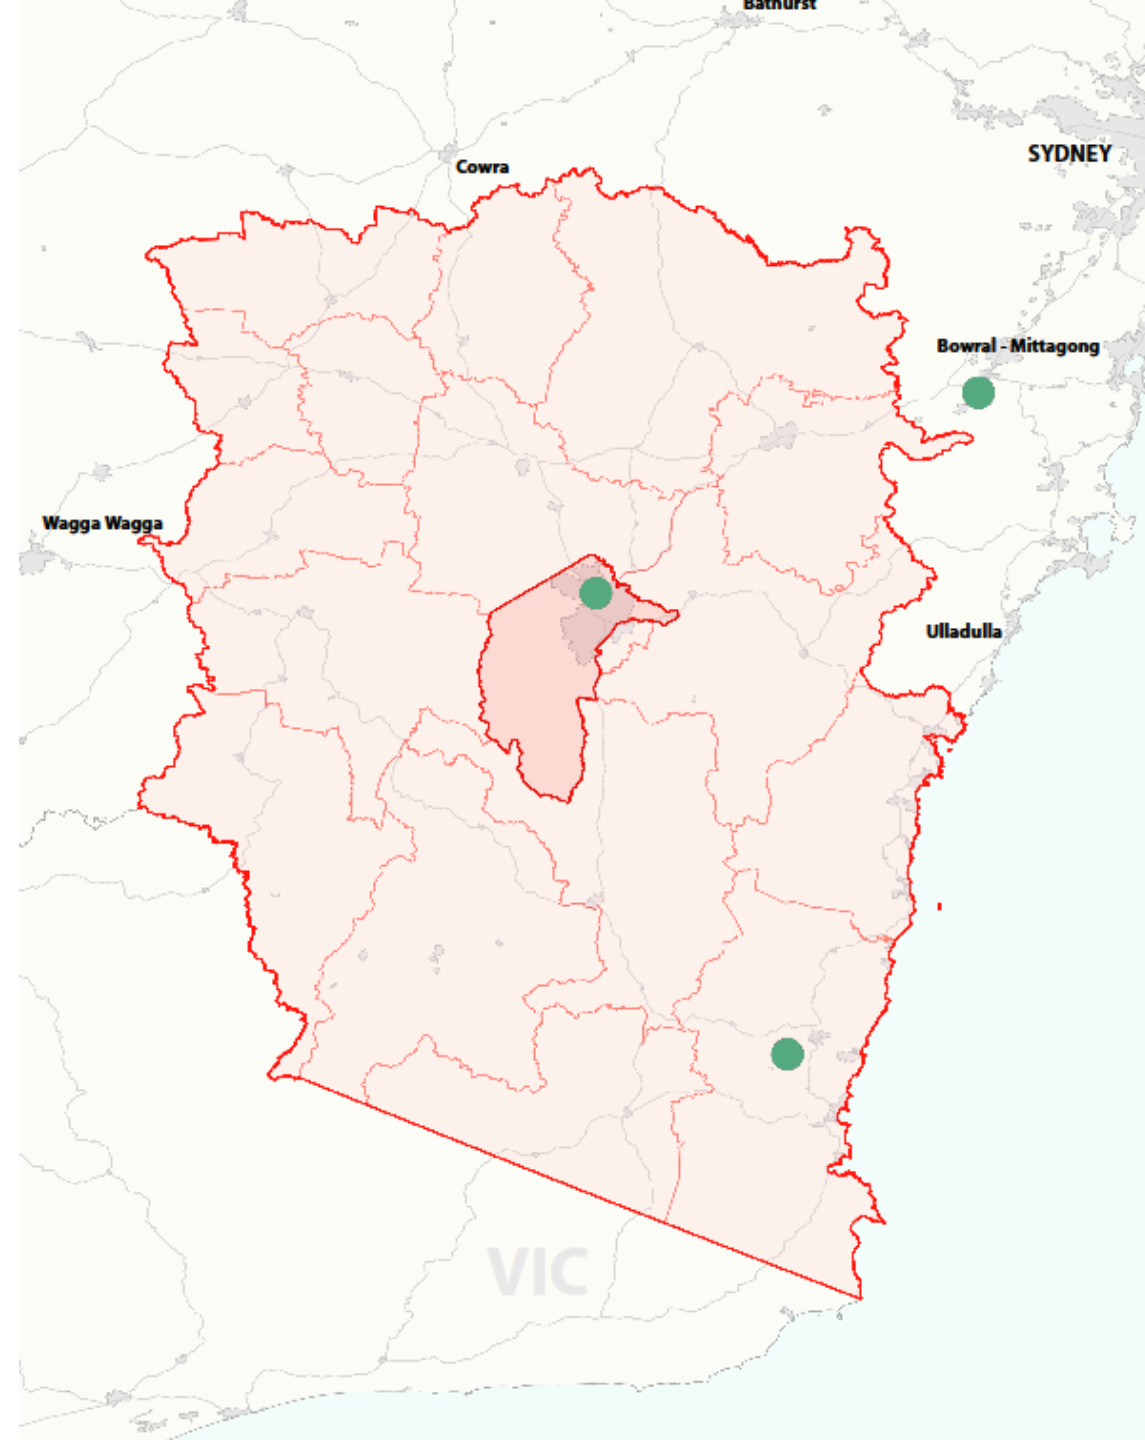 Bathurst
SYDNEY
Cowra
Bowral - Mittagong
Wagga Wagga
Ulladulla
VIC